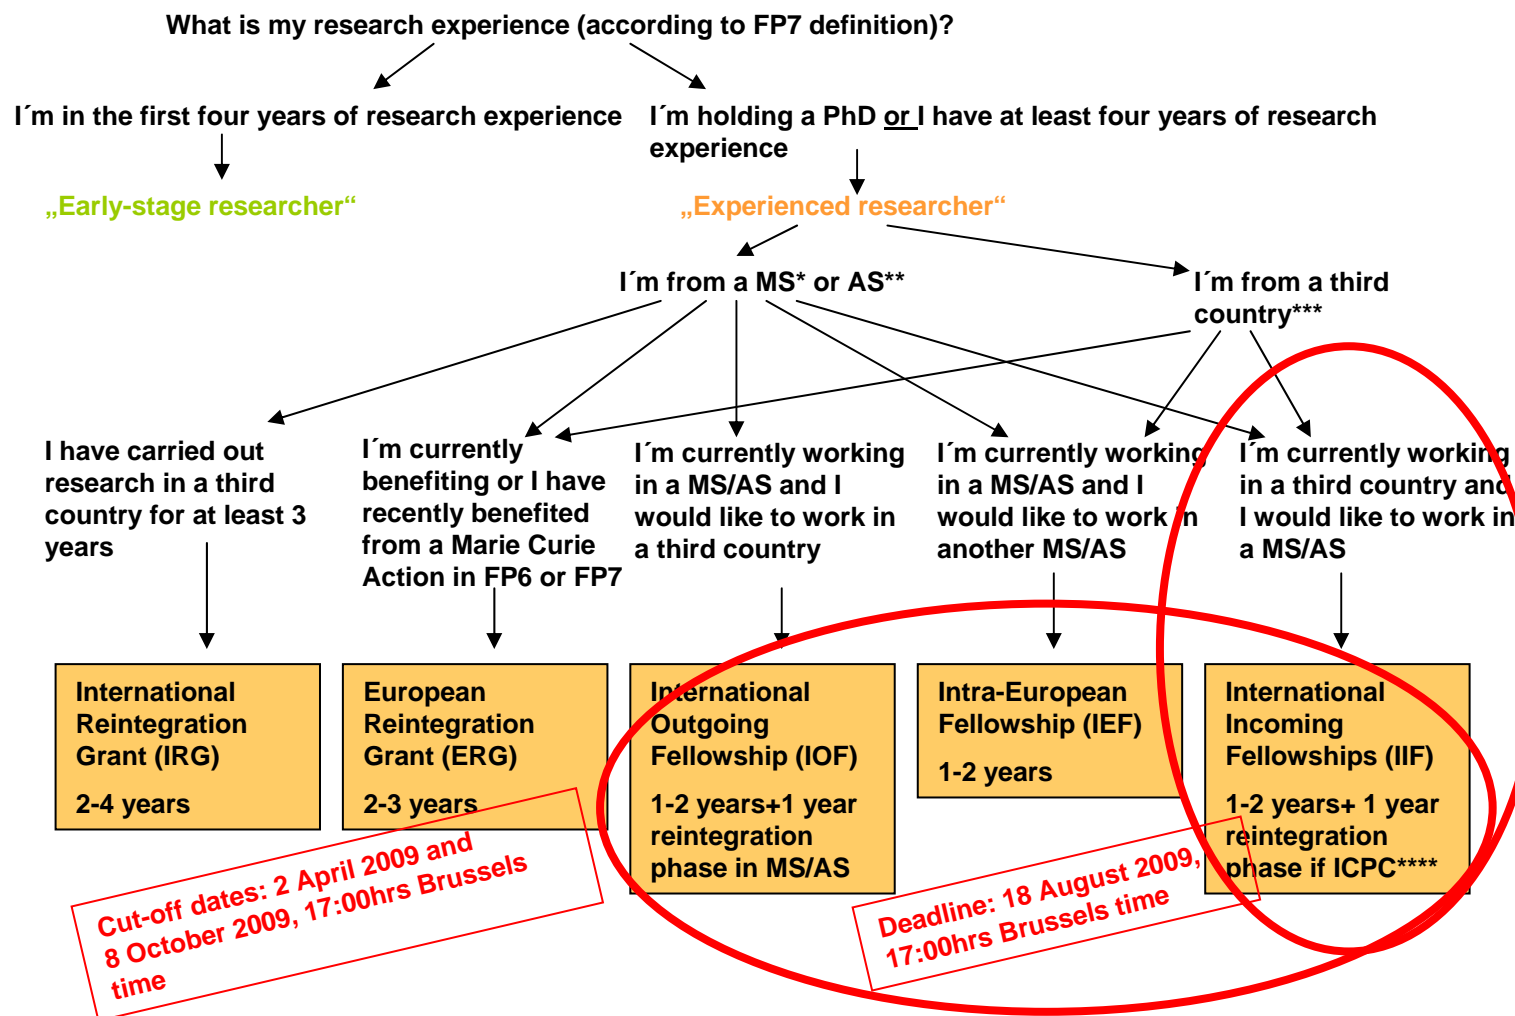 What is my research experience (according to FP7 definition)?
I´m in the first four years of research experience
I´m holding a PhD or I have at least four years of research
experience
„Early-stage researcher“
„Experienced researcher“
I´m from a MS* or AS**
I´m from a third
country***
I have carried out
research in a third
country for at least 3
years
I´m currently
benefiting or I have
recently benefited
from a Marie Curie
Action in FP6 or FP7
I´m currently working
in a MS/AS and I
would like to work in
a third country
I´m currently working
in a MS/AS and I
would like to work in
another MS/AS
I´m currently working
in a third country and
I would like to work in
a MS/AS
International
Reintegration
Grant (IRG)
2-4 years
European
Reintegration
Grant (ERG)
2-3 years
International
Outgoing
Fellowship (IOF)
1-2 years+1 year
reintegration
phase in MS/AS
Intra-European
Fellowship (IEF)
1-2 years
International
Incoming
Fellowships (IIF)
1-2 years+ 1 year
reintegration
phase if ICPC****
Cut-off dates: 2 April 2009 and
8 October 2009, 17:00hrs Brussels
time
Deadline: 18 August 2009,
17:00hrs Brussels time